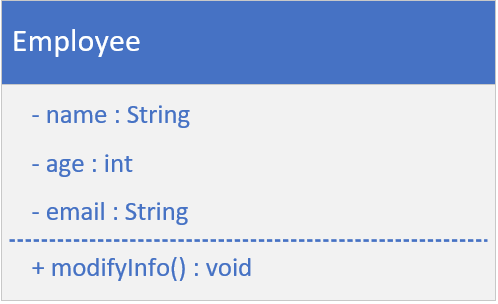 Employee
- name : String
- age : int
- email : String
+ modifyInfo() : void